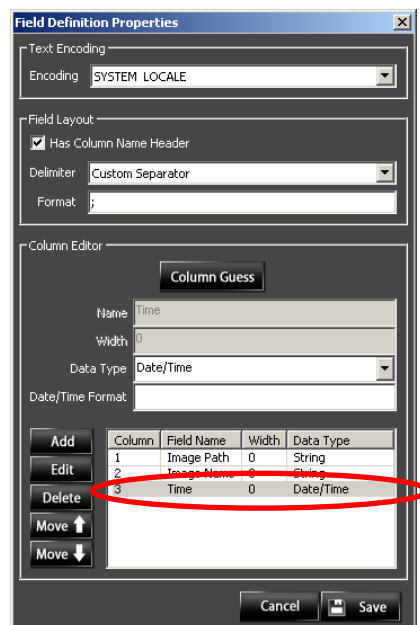 Field Definition Properties
Text Encoding
Encoding SYSTEM LOCALE
Field Layout
Has Column Name Header
Delimiter Custom Separator
Format ;
Column Editor
Column Guess
Name Time
Width 0
Data Type Date/Time
Date/Time Format
Add
Edit
Delete
Move
Move
Column Field Name Width Data Type
1 Image Path 0 String
2 Image Name 0 String
3 Time 0 Date/Time
Cancel Save